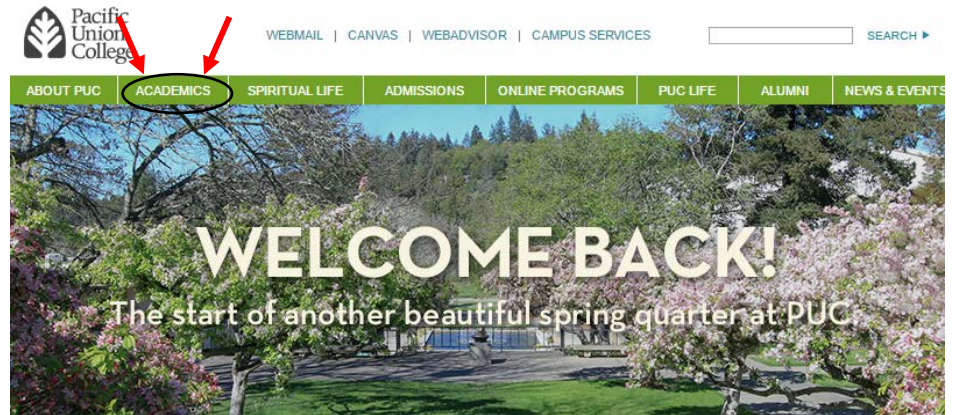 Pacific
Union
College
WEBMAIL | CANVAS | WEBADVISOR | CAMPUS SERVICES
SEARCH
ABOUT PUC ACADEMICS SPIRITUAL LIFE ADMISSIONS ONLINE PROGRAMS PUC LIFE ALUMNI NEWS & EVENTS
WELCOME BACK!
The start of another beautiful spring quarter at PUC.